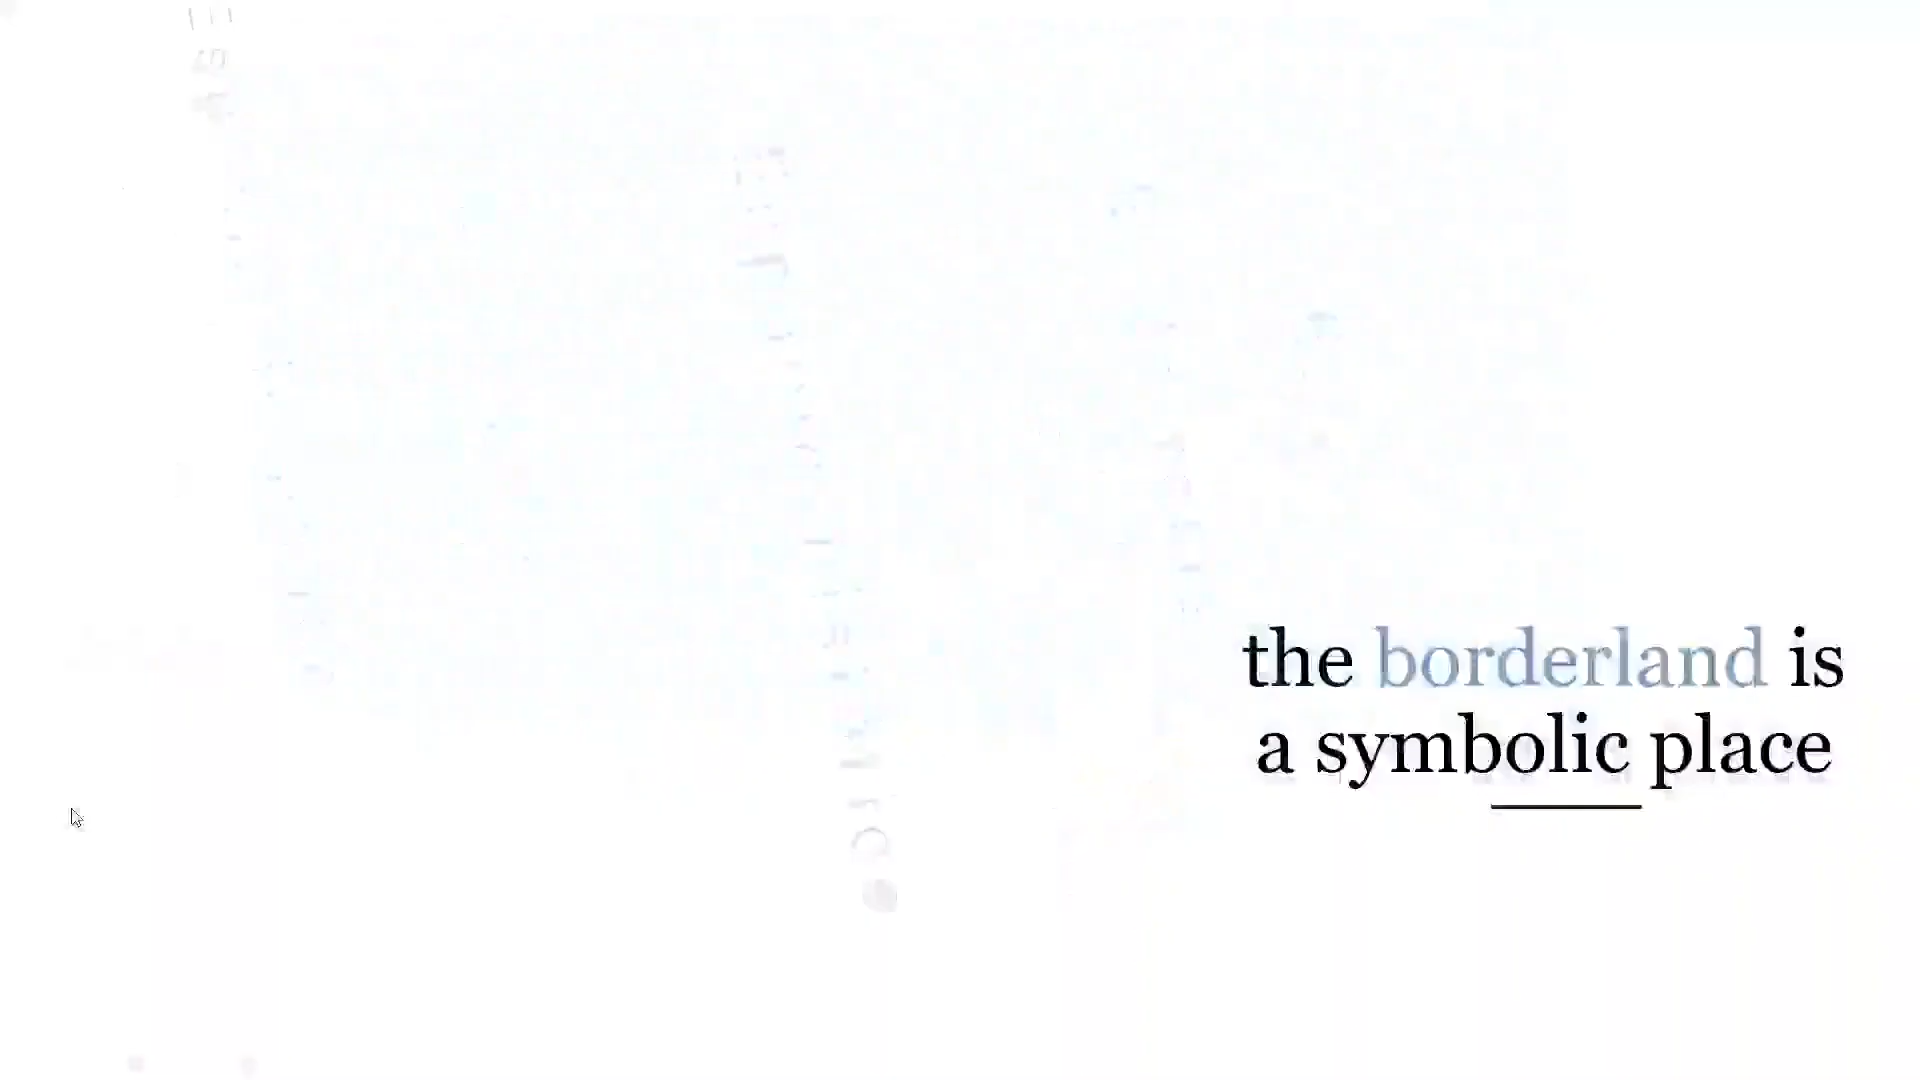 the borderland is
a symbolic place